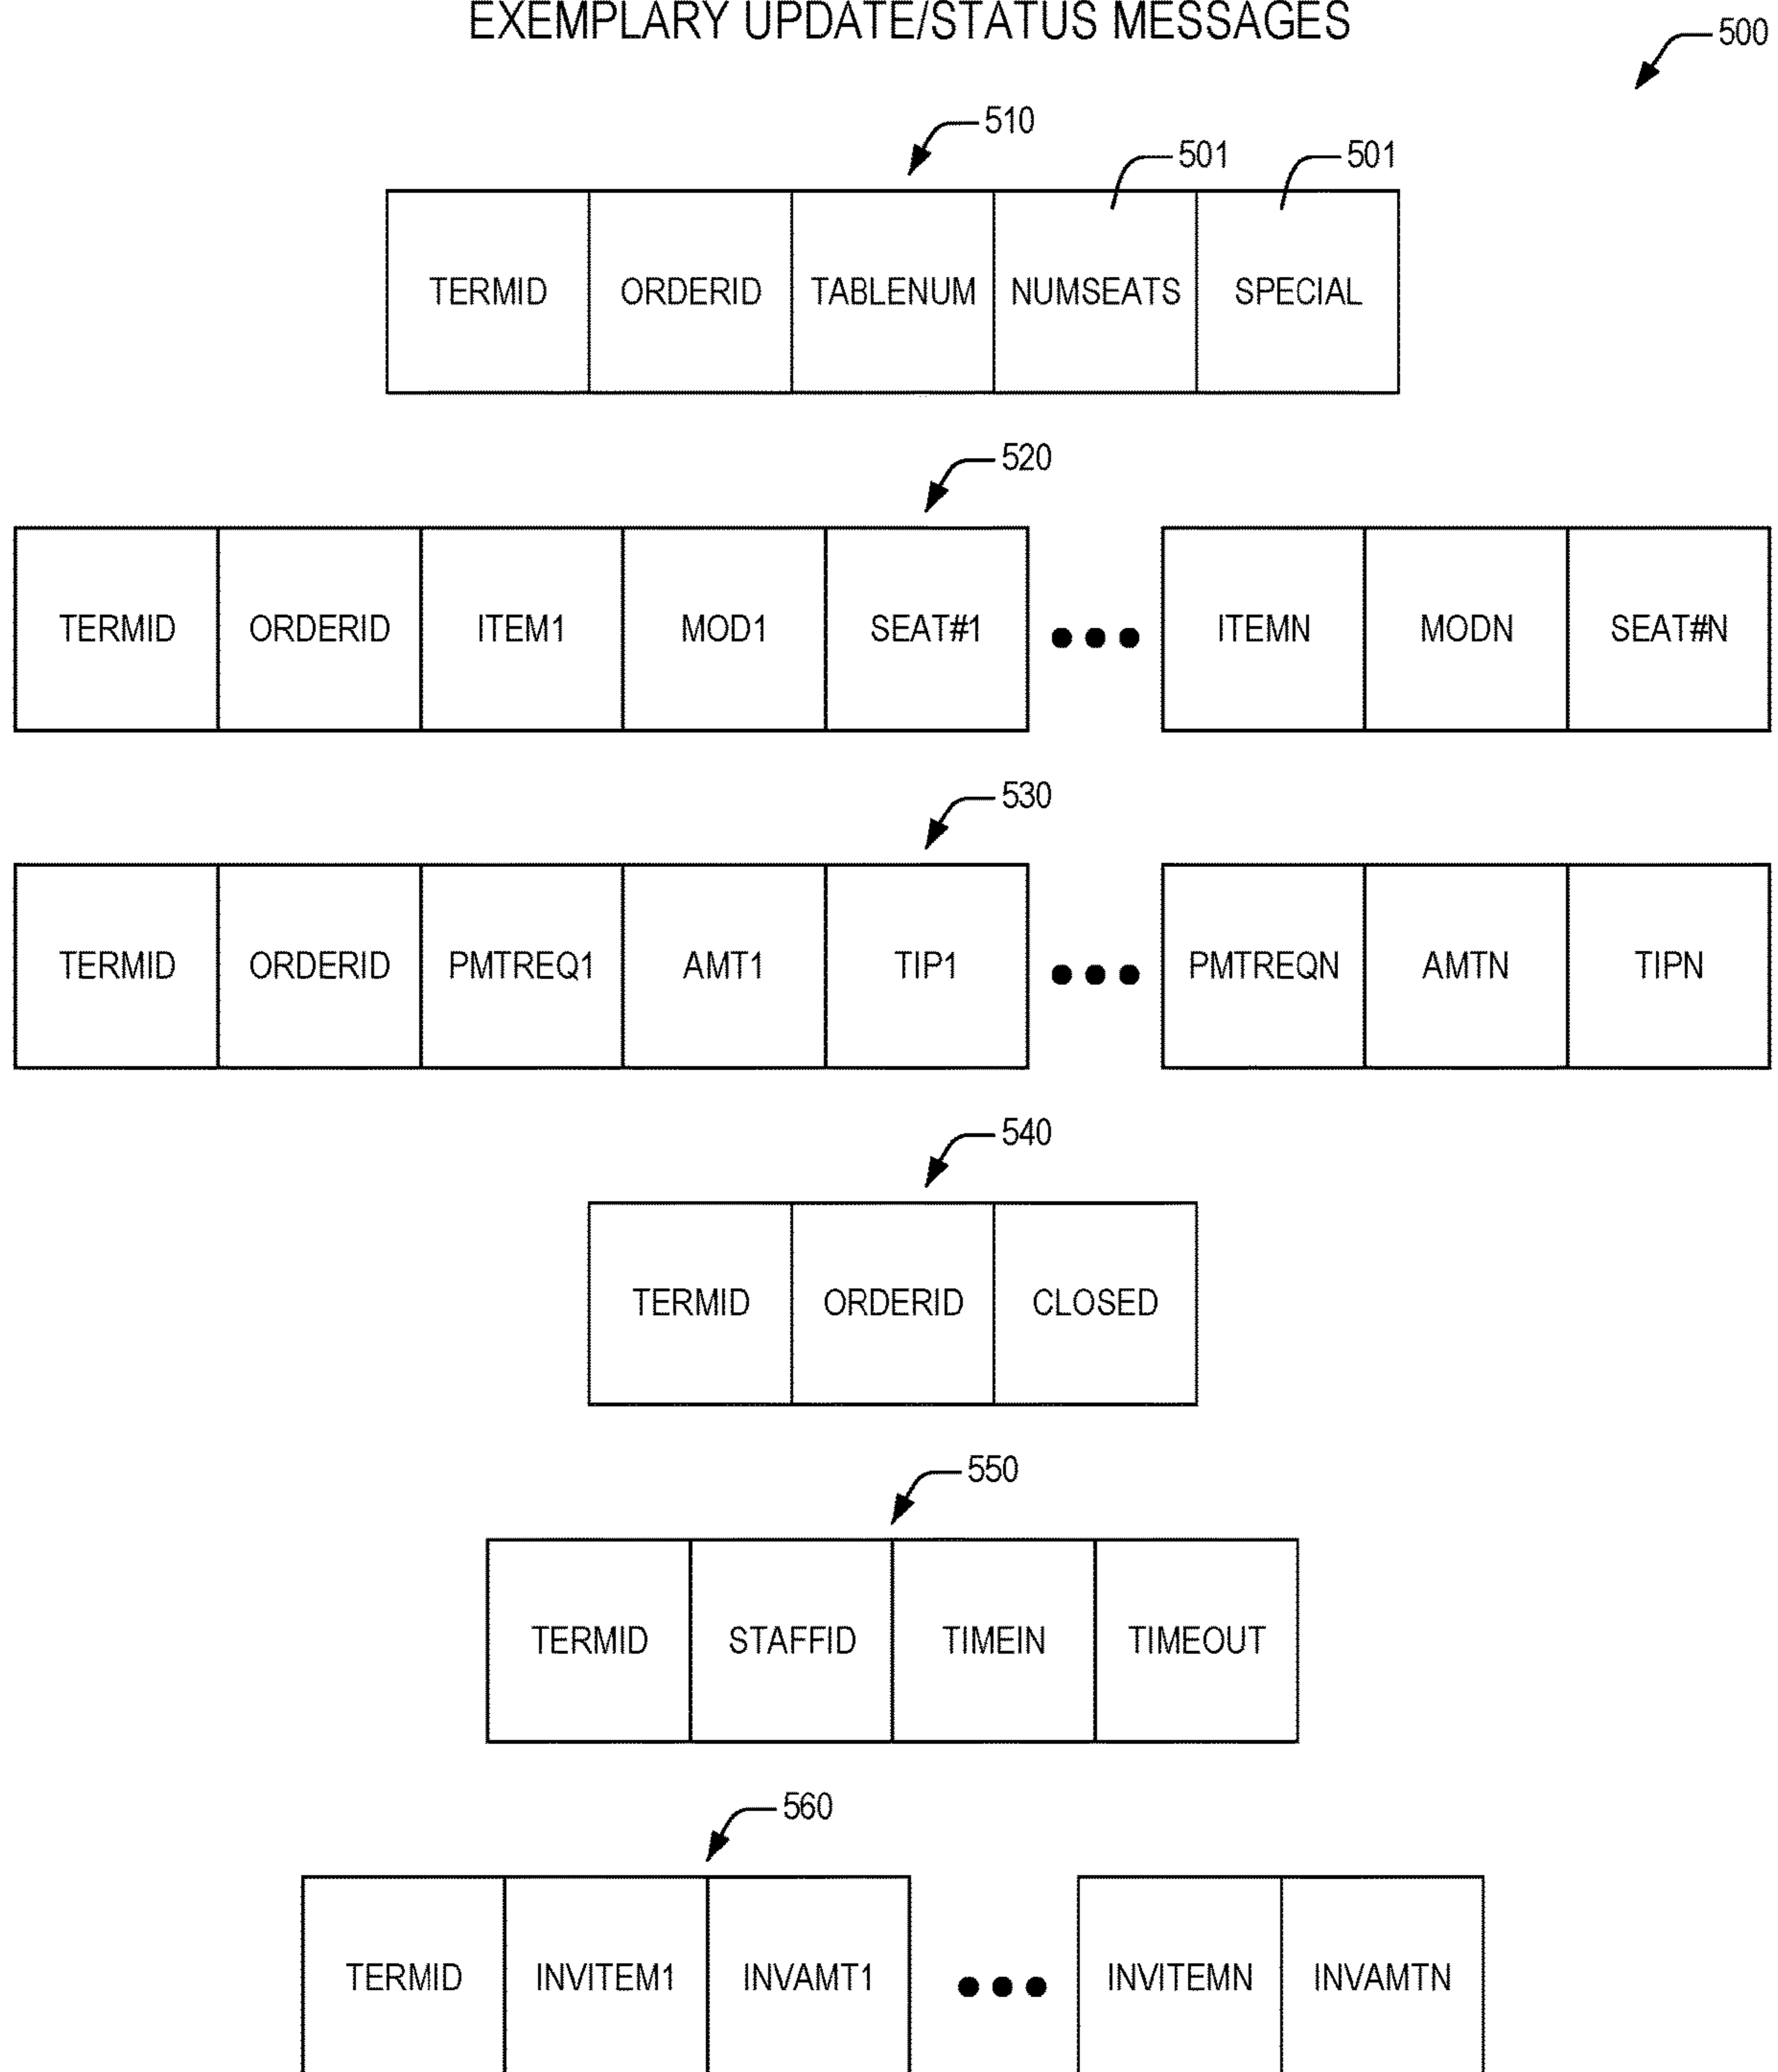 EXEMPLARY UPDATE/STATUS MESSAGES
500
510
501 501
TERMID ORDERID TABLENUM NUMSEATS SPECIAL
520
TERMID ORDERID ITEM1 MOD1 SEAT#1 ITEMN MODN SEAT#N
530
TERMID ORDERID PMTREQ1 AMT1 TIP1 PMTREQN AMTN TIPN
540
TERMID ORDERID CLOSED
550
TERMID STAFFID TIMEIN TIMEOUT
560
TERMID INVITEM1 INVAMT1 INVITEMN INVAMTN